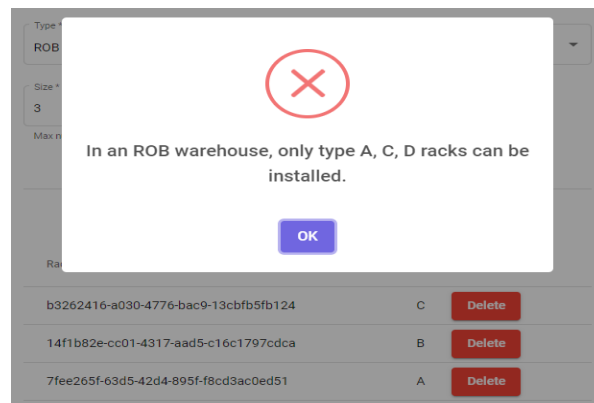 Type *
ROB
Size *
3
Max n
In an ROB warehouse, only type A, C, D racks can be
installed.
OK
Ra
b3262416-a030-4776-bac9-13cbfb5fb124 C Delete
14f1b82e-cc01-4317-aad5-c16c1797cdca B Delete
7fee265f-63d5-42d4-895f-f8cd3ac0ed51 A Delete